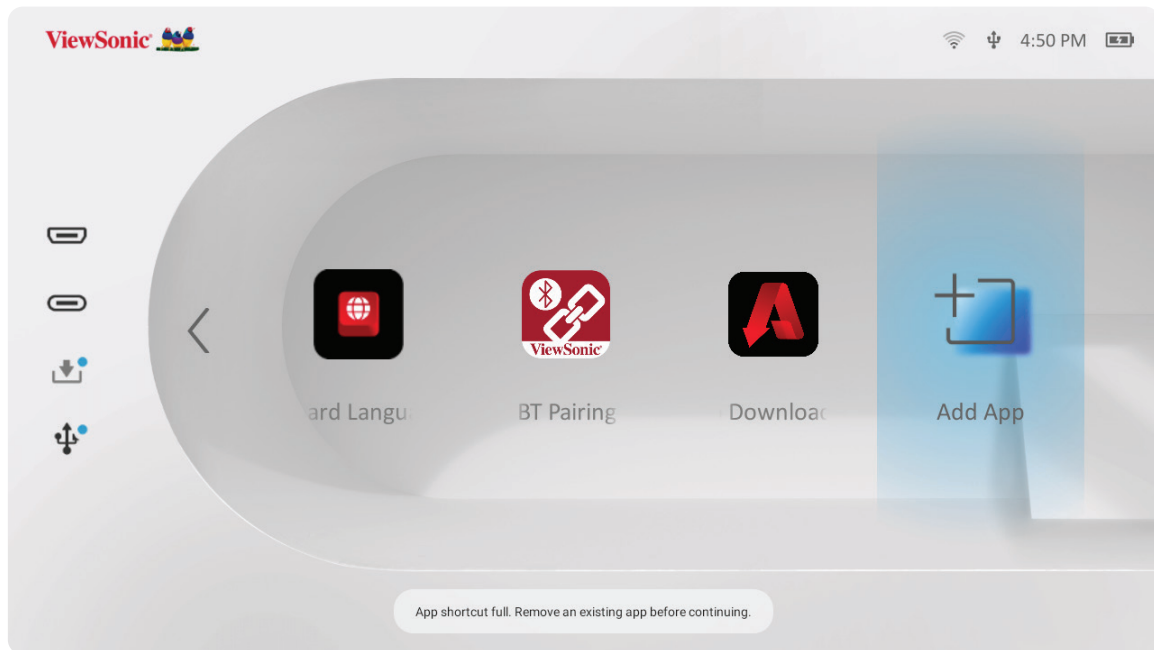 ViewSonic
4:50 PM
ViewSonic
ard Langu
BT Pairing
Downloa
Add App
App shortcut full. Remove an existing app before continuing.